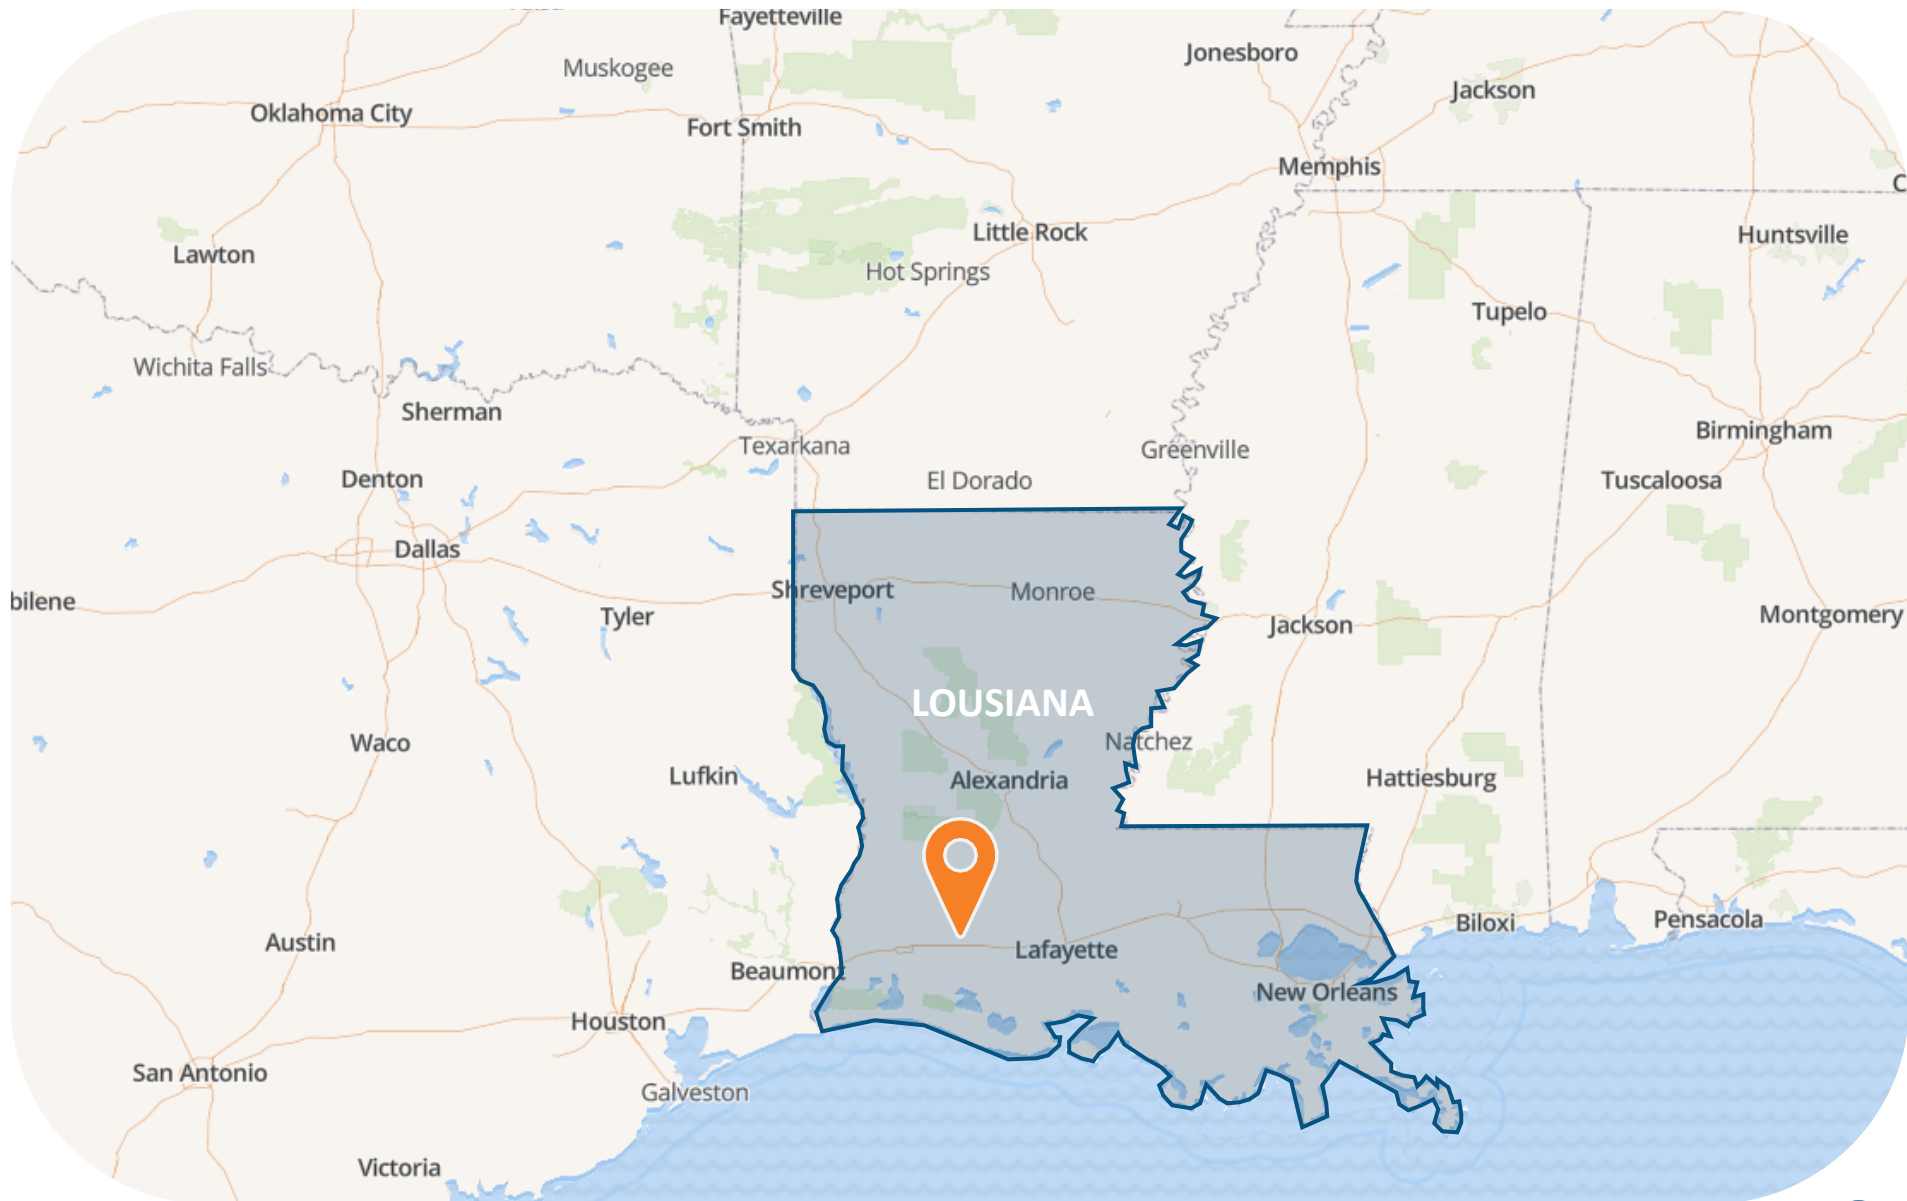 Fayetteville
Jonesboro
Muskogee
Jackson
Oklahoma City
Fort Smith
Memphis
Little Rock
Huntsville
Lawton
Hot Springs
Tupelo
Wichita Falls
Sherman
Birmingham
Texarkana
Greenville
Denton
El Dorado
Tuscaloosa
Dallas
Shreveport
Monroe
bilene
Tyler
Jackson
Montgomery
LOUSIANA
Waco
Natchez
Lufkin
Alexandria
Hattiesburg
Biloxi
Pensacola
Austin
Lafayette
Beaumont
New Orleans
Houston
San Antonio
Galveston
Victoria